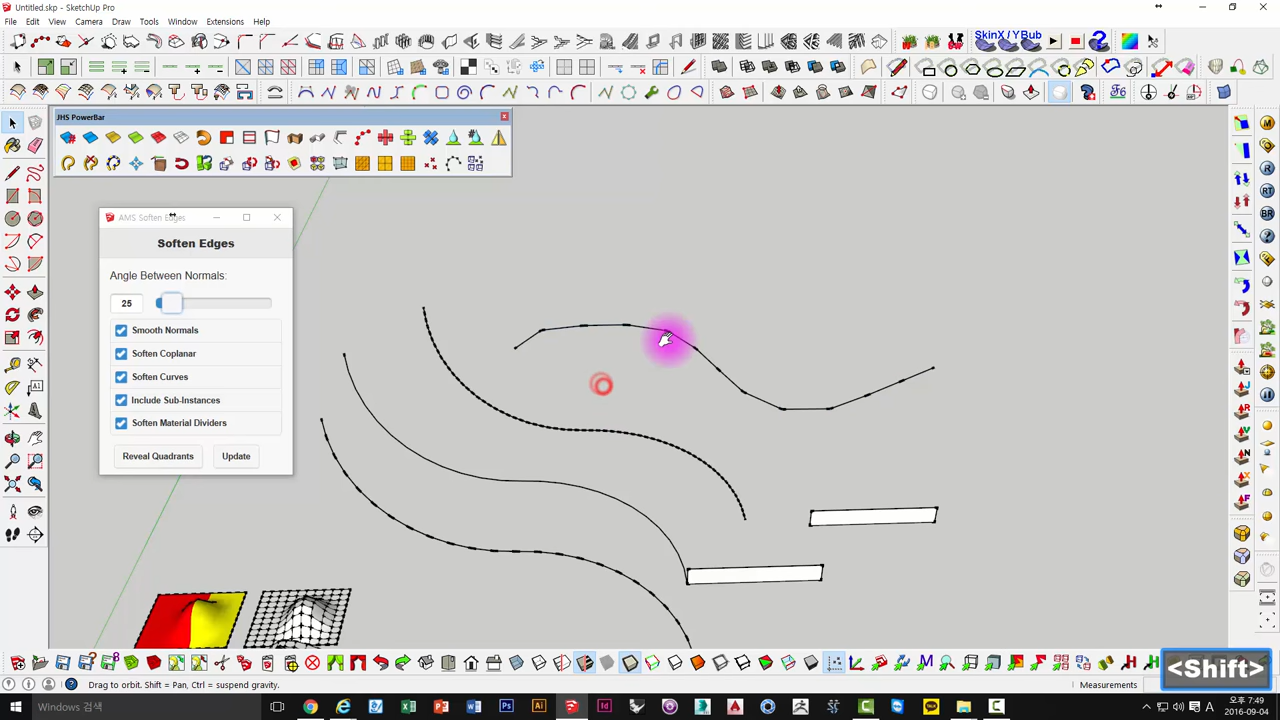 Untitled.skp - SketchUp Pro
File Edit View Camera Draw Tools Window Extensions Help
SkinX / YBub
JHS PowerBar
AMS Soften Edges
Soften Edges
Angle Between Normals:
25
Smooth Normals
Soften Coplanar
Soften Curves
Include Sub-Instances
Soften Material Dividers
Reveal Quadrants
Update
Drag to orbit. Shift = Pan, Ctrl = suspend gravity.
Measurements
<Shift>
Windows 검색
오후 7:49
2016-09-04